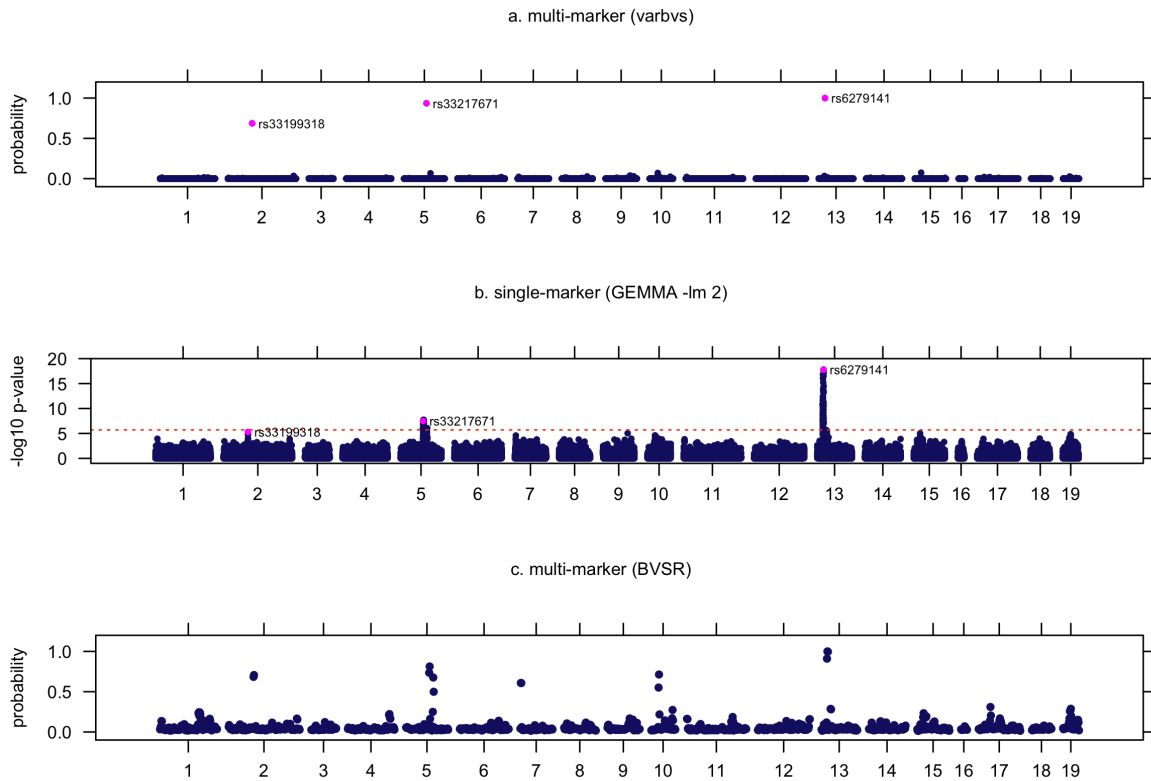 a. multi-marker (varbvs)
probability
1.0
0.5
0.0
rs33199318
rs33217671
rs6279141
1 2 3 4 5 6 7 8 9 10 11 12 13 14 15 16 17 18 19
b. single-marker (GEMMA -lm 2)
-log10 p-value
20
15
10
5
0
rs33199318
rs33217671
rs6279141
1 2 3 4 5 6 7 8 9 10 11 12 13 14 15 16 17 18 19
c. multi-marker (BVSR)
probability
1.0
0.5
0.0
1 2 3 4 5 6 7 8 9 10 11 12 13 14 15 16 17 18 19